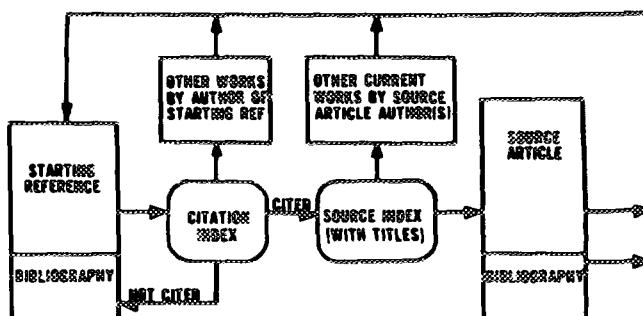 OTHER WORKS
BY AUTHOR OF
STARTING REF
OTHER CURRENT
WORKS BY SOURCE
ARTICLE AUTHOR(S)
STARTING
REFERENCE
SOURCE
ARTICLE
CITATION
INDEX
CITED
SOURCE INDEX
(WITH TITLES)
BIBLIOGRAPHY
NOT CITED
BIBLIOGRAPHY